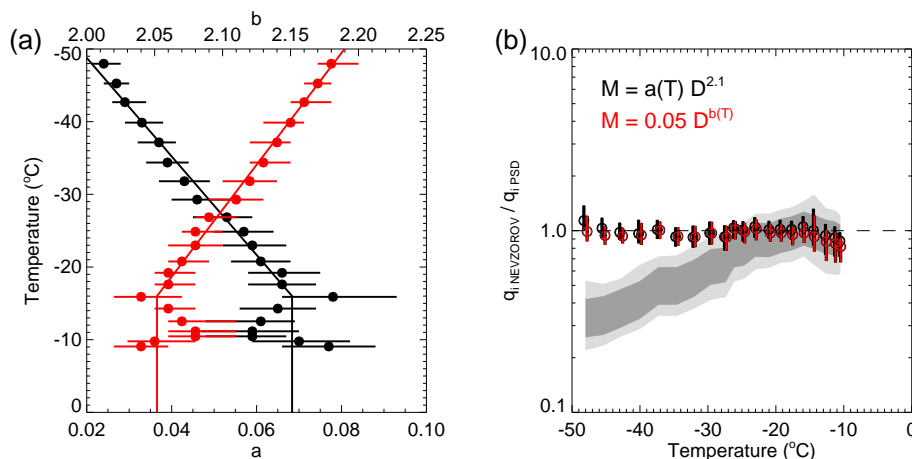 (a)
b
2.00 2.05 2.10 2.15 2.20 2.25
-50
-40
-30
-20
-10
0
Temperature (°C)
0.02 0.04 0.06 0.08 0.10
a
(b)
10.0
1.0
0.1
q_i NEVZOROV / q_i PSD
M = a(T) D^2.1
M = 0.05 D^b(T)
-50 -40 -30 -20 -10 0
Temperature (°C)